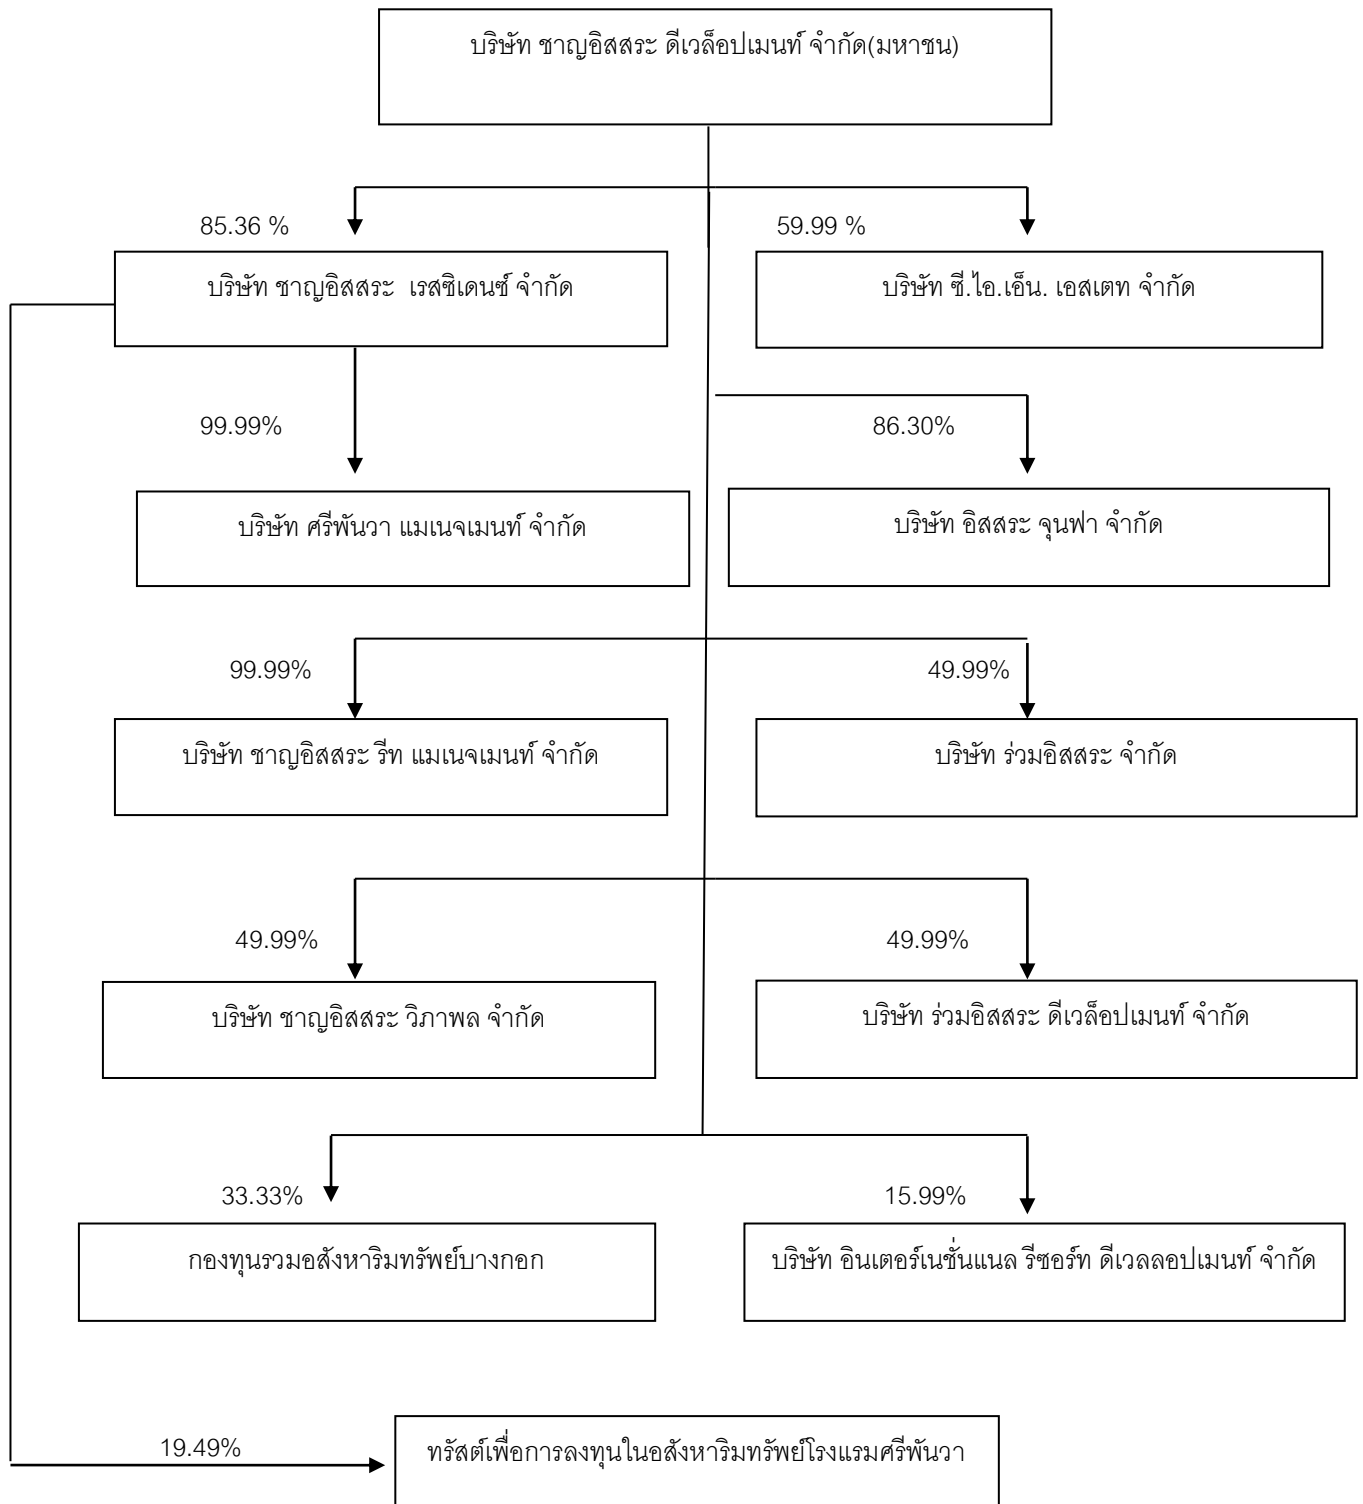 บริษัท ชาญอิสสระ ดีเวล็อปเมนท์ จำกัด(มหาชน)
85.36 %
59.99 %
บริษัท ชาญอิสสระ เรสซิเดนซ์ จำกัด
บริษัท ซี.ไอ.เอ็น. เอสเตท จำกัด
99.99%
86.30%
บริษัท ศรีพันวา แมเนจเมนท์ จำกัด
บริษัท อิสสระ จุนฟา จำกัด
99.99%
49.99%
บริษัท ชาญอิสสระ รีท แมเนจเมนท์ จำกัด
บริษัท ร่วมอิสสระ จำกัด
49.99%
49.99%
บริษัท ชาญอิสสระ วิภาพล จำกัด
บริษัท ร่วมอิสสระ ดีเวล็อปเมนท์ จำกัด
33.33%
15.99%
กองทุนรวมอสังหาริมทรัพย์บางกอก
บริษัท อินเตอร์เนชั่นแนล รีซอร์ท ดีเวลลอปเมนท์ จำกัด
19.49%
ทรัสต์เพื่อการลงทุนในอสังหาริมทรัพย์โรงแรมศรีพันวา